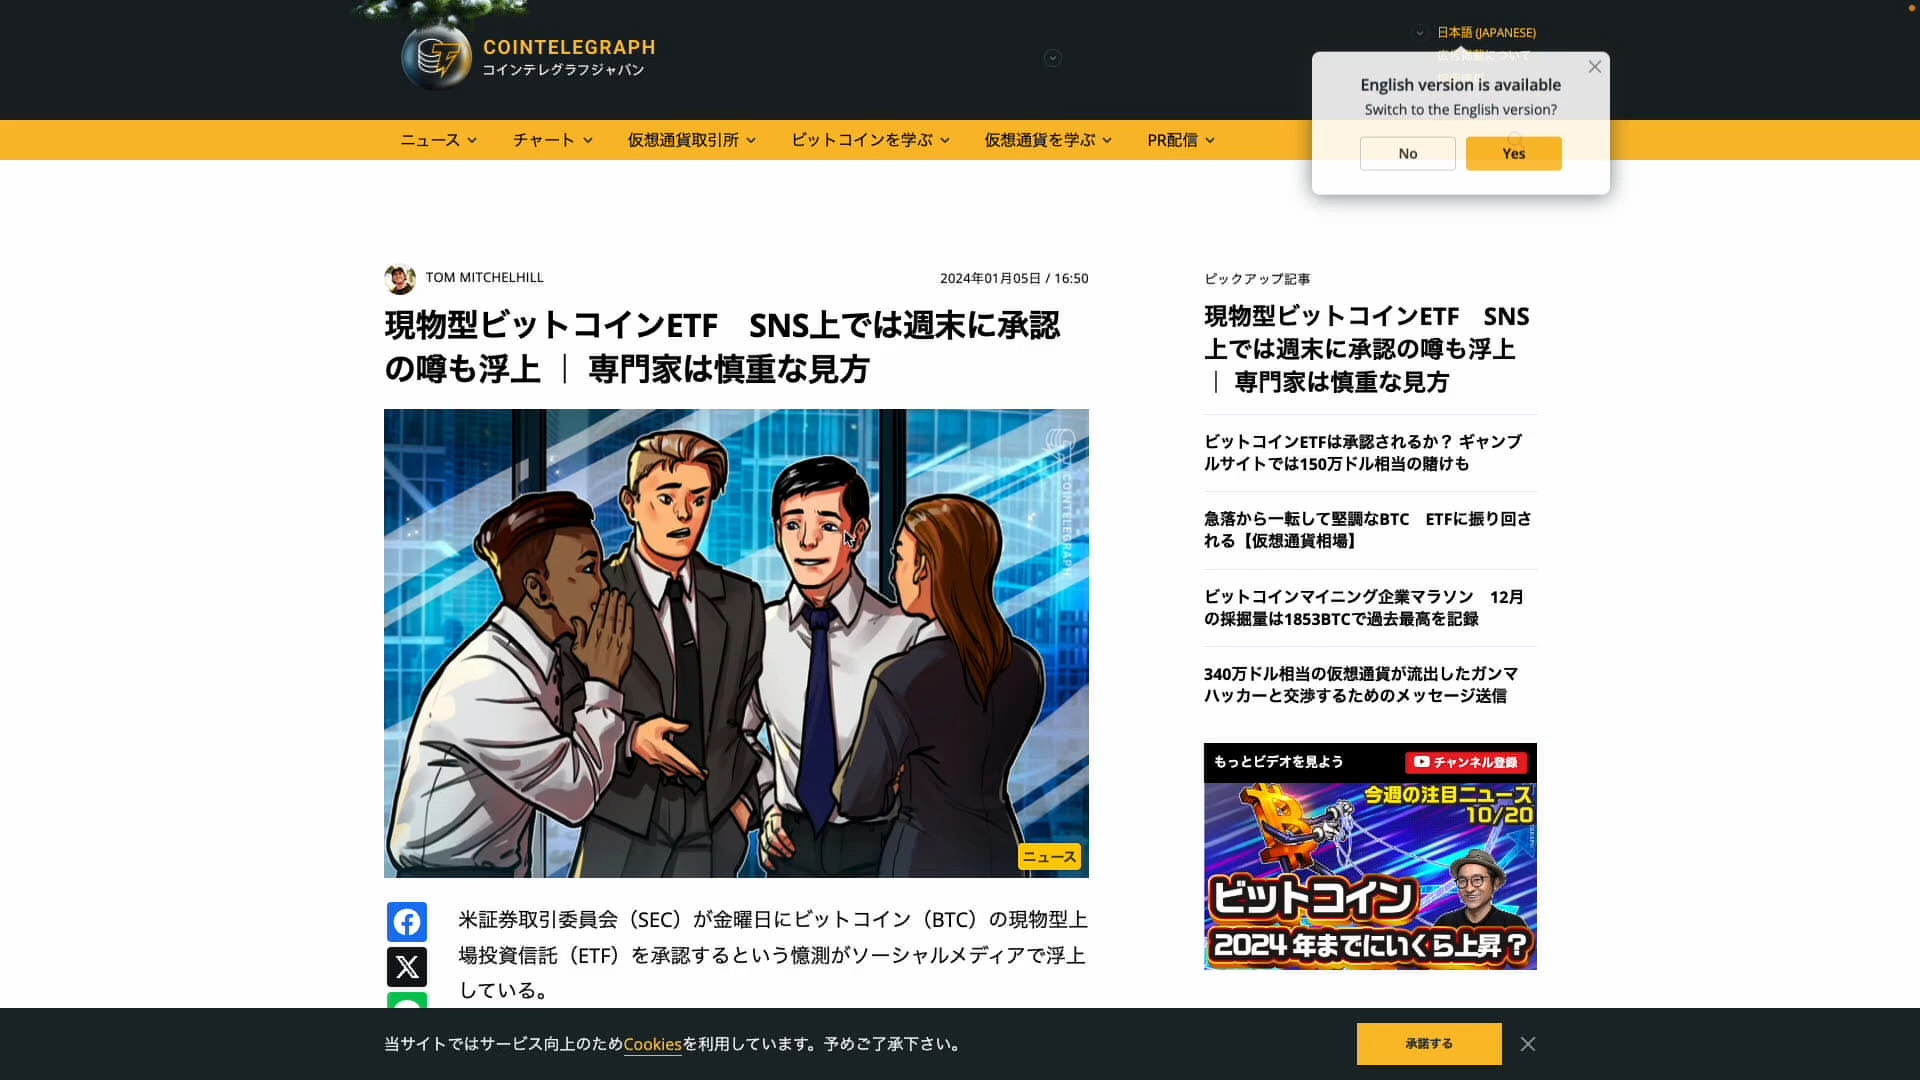 COINTELEGRAPH
コインテレグラフジャパン
日本語 (JAPANESE)
English version is available
Switch to the English version?
No
Yes
ニュース
チャート
仮想通貨取引所
ビットコインを学ぶ
仮想通貨を学ぶ
PR配信
TOM MITCHELHILL
2024年01月05日 / 16:50
現物型ビットコインETF　SNS上では週末に承認
の噂も浮上 ｜ 専門家は慎重な見方
COINTELEGRAPH
ニュース
米証券取引委員会（SEC）が金曜日にビットコイン（BTC）の現物型上
場投資信託（ETF）を承認するという憶測がソーシャルメディアで浮上
している。
ピックアップ記事
現物型ビットコインETF　SNS
上では週末に承認の噂も浮上
｜ 専門家は慎重な見方
ビットコインETFは承認されるか？ ギャンブ
ルサイトでは150万ドル相当の賭けも
急落から一転して堅調なBTC　ETFに振り回さ
れる【仮想通貨相場】
ビットコインマイニング企業マラソン　12月
の採掘量は1853BTCで過去最高を記録
340万ドル相当の仮想通貨が流出したガンマ
ハッカーと交渉するためのメッセージ送信
もっとビデオを見よう
チャンネル登録
今週の注目ニュース
10/20
ビットコイン
2024年までにいくら上昇？
当サイトではサービス向上のためCookiesを利用しています。予めご了承下さい。
承諾する